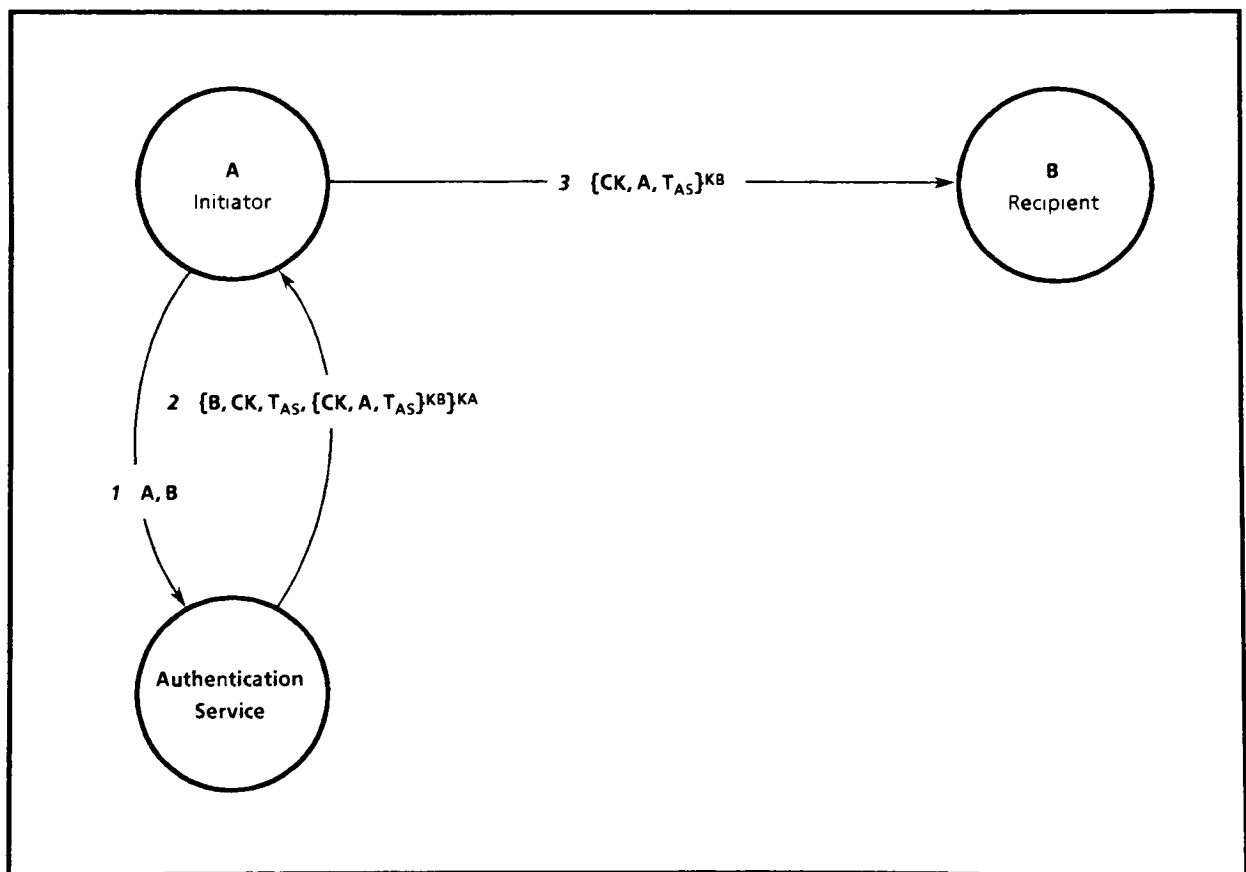 A
Initiator
3 {CK, A, T_AS}^KB
B
Recipient
2 {B, CK, T_AS, {CK, A, T_AS}^KB}^KA
1 A, B
Authentication
Service